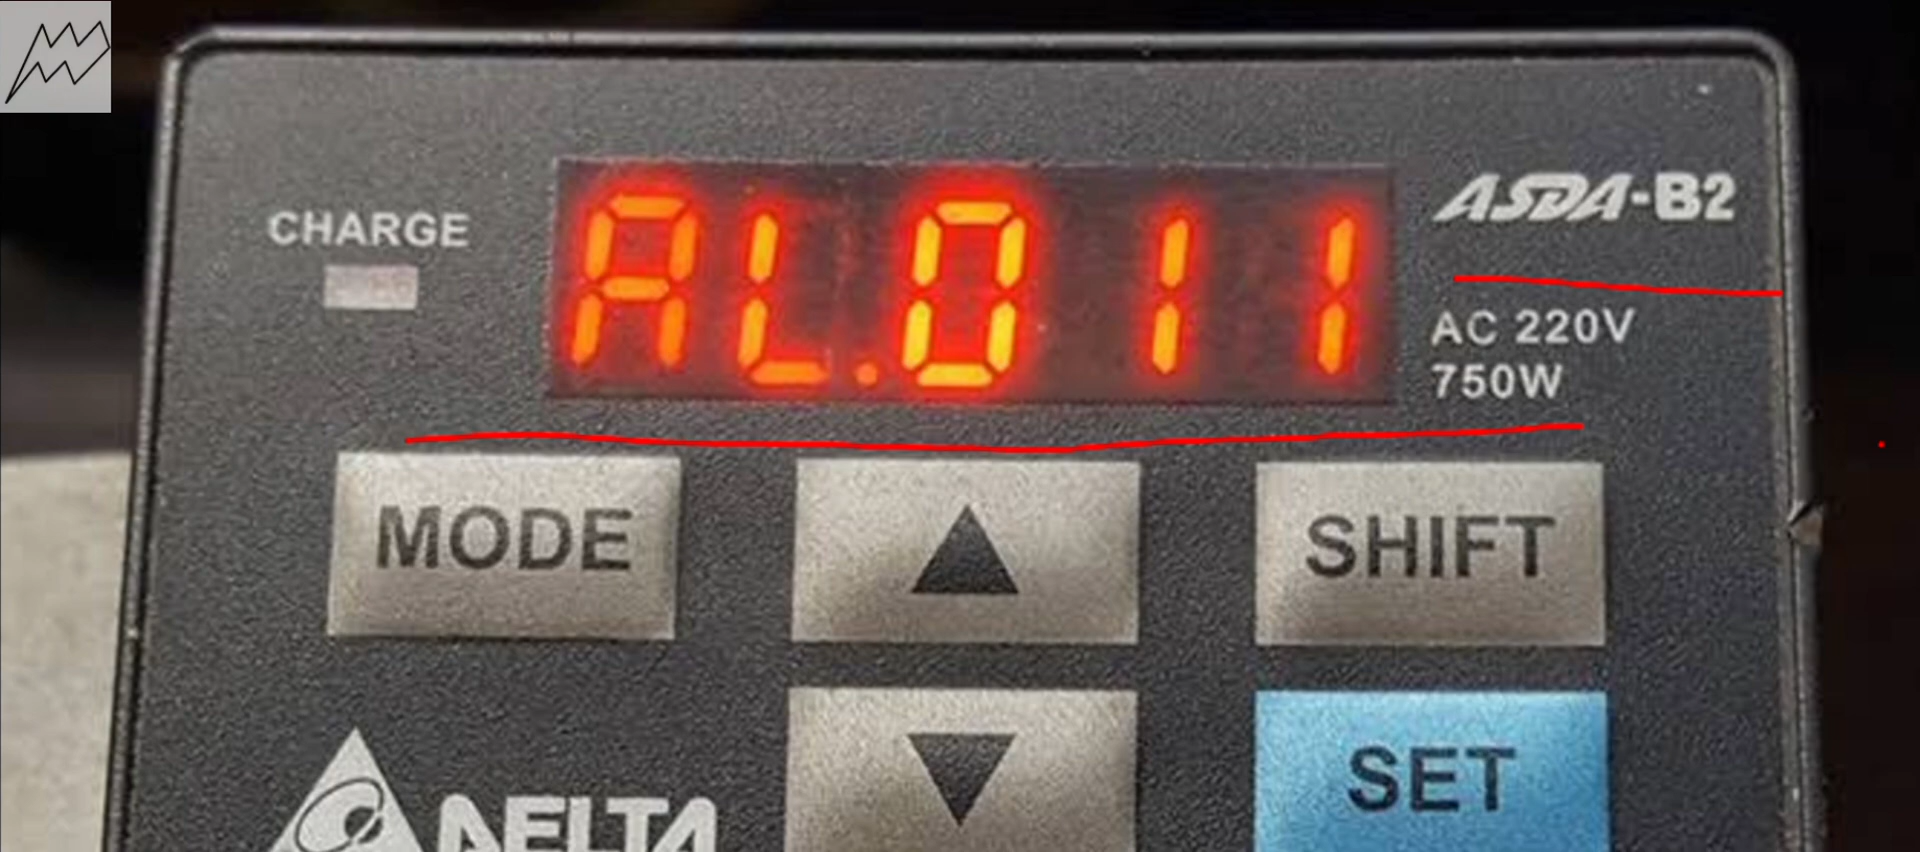 CHARGE
AL.011
ASDA-B2
AC 220V
750W
MODE
SHIFT
SET
DELTA